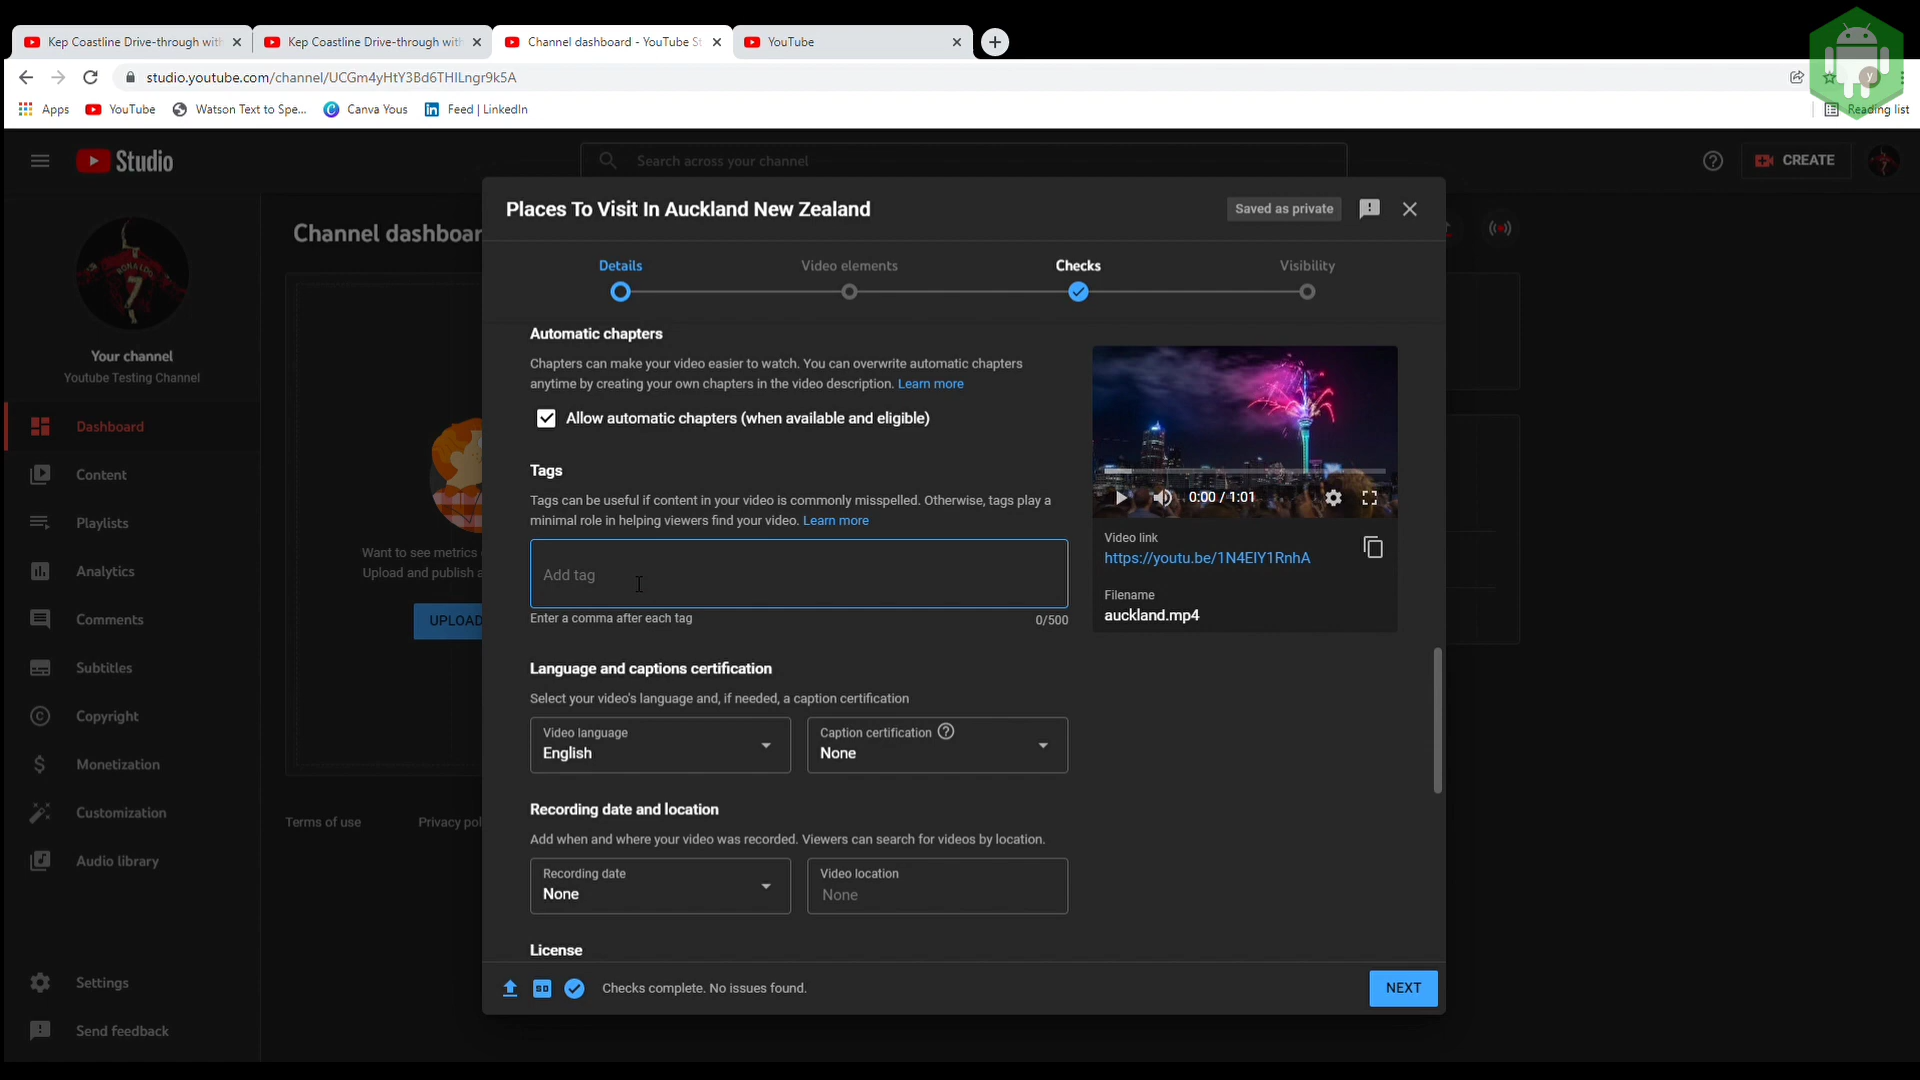 Kep Coastline Drive-through with
Kep Coastline Drive-through with
Channel dashboard - YouTube St
YouTube
studio.youtube.com/channel/UCGm4yHtY3Bd6THILngr9k5A
y
Apps
YouTube
Watson Text to Spe...
Canva Yous
Feed | LinkedIn
Reading list
Studio
Search across your channel
CREATE
Channel dashboar
RONALDO
7
Your channel
Youtube Testing Channel
Dashboard
Content
Playlists
Analytics
Comments
Subtitles
Copyright
Monetization
Customization
Audio library
Settings
Send feedback
Want to see metrics
Upload and publish a
UPLOAD
Terms of use
Privacy pol
Places To Visit In Auckland New Zealand
Saved as private
Details
Video elements
Checks
Visibility
Automatic chapters
Chapters can make your video easier to watch. You can overwrite automatic chapters
anytime by creating your own chapters in the video description. Learn more
Allow automatic chapters (when available and eligible)
Tags
Tags can be useful if content in your video is commonly misspelled. Otherwise, tags play a
minimal role in helping viewers find your video. Learn more
Add tag
Enter a comma after each tag
0/500
0:00 / 1:01
Video link
https://youtu.be/1N4EIY1RnhA
Filename
auckland.mp4
Language and captions certification
Select your video's language and, if needed, a caption certification
Video language
English
Caption certification
None
Recording date and location
Add when and where your video was recorded. Viewers can search for videos by location.
Recording date
None
Video location
None
License
SD
Checks complete. No issues found.
NEXT